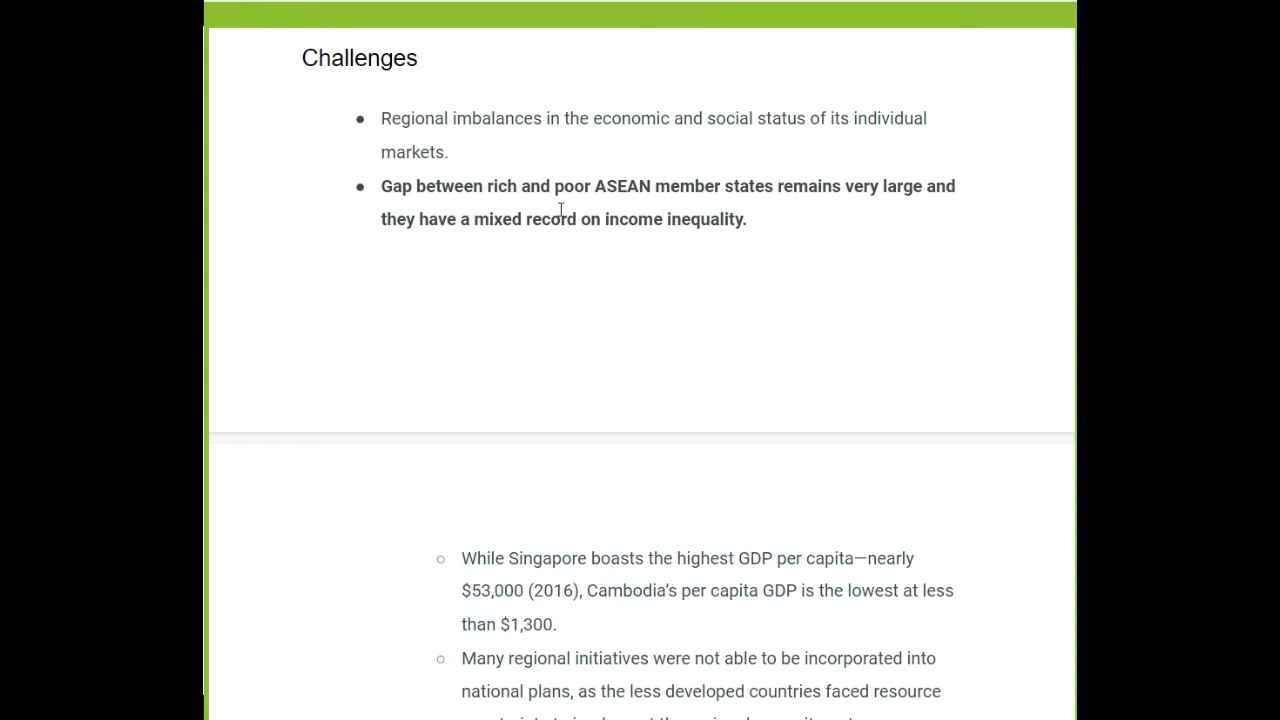 Challenges
● Regional imbalances in the economic and social status of its individual
markets.
● Gap between rich and poor ASEAN member states remains very large and
they have a mixed record on income inequality.
○ While Singapore boasts the highest GDP per capita—nearly
$53,000 (2016), Cambodia's per capita GDP is the lowest at less
than $1,300.
○ Many regional initiatives were not able to be incorporated into
national plans, as the less developed countries faced resource